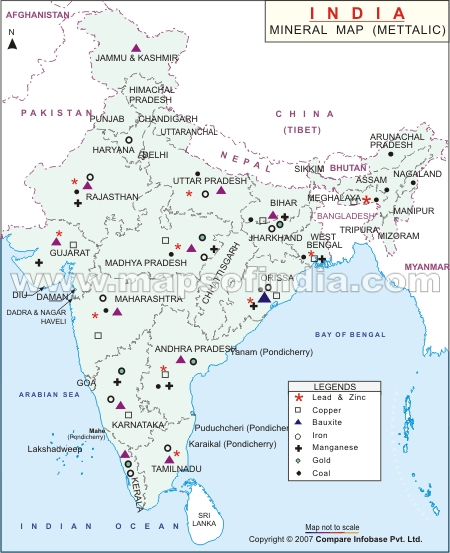 INDIA
MINERAL MAP (METTALIC)
AFGHANISTAN
N
JAMMU & KASHMIR
HIMACHAL
PRADESH
PAKISTAN
PUNJAB
CHANDIGARH
UTTARANCHAL
CHINA
(TIBET)
HARYANA
DELHI
NEPAL
ARUNACHAL
PRADESH
SIKKIM
BHUTAN
ASSAM
NAGALAND
RAJASTHAN
UTTAR PRADESH
BIHAR
MEGHALAYA
BANGLADESH
MANIPUR
TRIPURA
MIZORAM
JHARKHAND
WEST
BENGAL
GUJARAT
MADHYA PRADESH
CHHATTISGARH
MYANMAR
www.mapsofindia.com
ORISSA
DIU
DAMAN
DADRA & NAGAR
HAVELI
MAHARASHTRA
BAY OF BENGAL
ANDHRA PRADESH
Yanam (Pondicherry)
ARABIAN SEA
GOA
KARNATAKA
Mahe
(Pondicherry)
Puduchcheri (Pondicherr
Karaikal (Pondicherry)
Lakshadweep
TAMILNADU
KERALA
SRI
LANKA
INDIAN OCEAN
LEGENDS
Lead & Zinc
Copper
Bauxite
Iron
Manganese
Gold
Coal
Map not to scale
Copyright © 2007 Compare Infobase Pvt. Ltd.